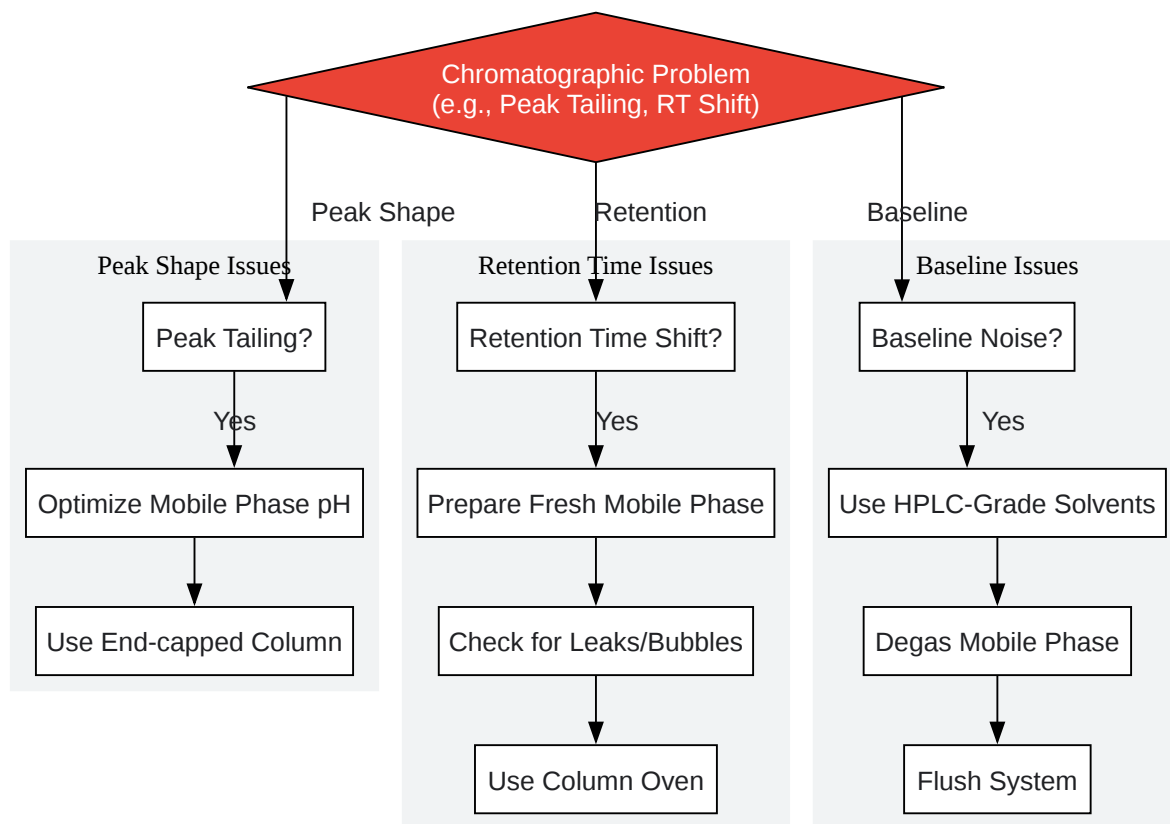 Chromatographic Problem
(e.g., Peak Tailing, RT Shift)
Peak Shape
Retention
Baseline
Peak Shape Issues
Retention Time Issues
Baseline Issues
Peak Tailing?
Retention Time Shift?
Baseline Noise?
Yes
Yes
Yes
Optimize Mobile Phase pH
Prepare Fresh Mobile Phase
Use HPLC-Grade Solvents
Use End-capped Column
Check for Leaks/Bubbles
Degas Mobile Phase
Use Column Oven
Flush System